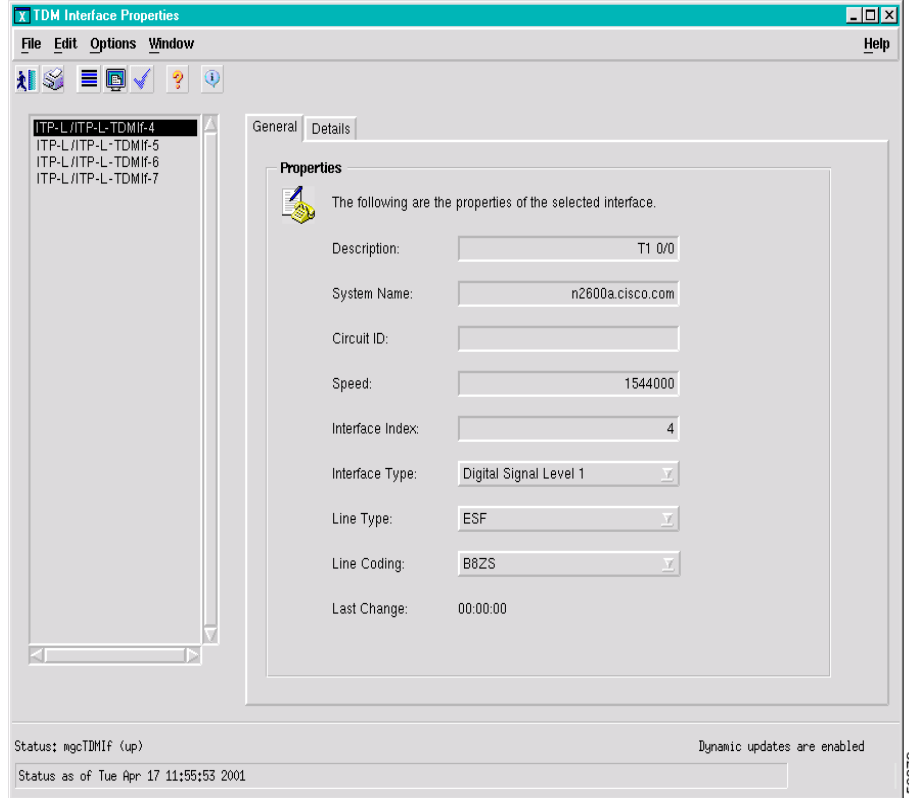 TDM Interface Properties
File Edit Options Window Help
ITP-L/ITP-L-TDMIf-4
ITP-L/ITP-L-TDMIf-5
ITP-L/ITP-L-TDMIf-6
ITP-L/ITP-L-TDMIf-7
General Details
Properties
The following are the properties of the selected interface.
Description: T1 0/0
System Name: n2600a.cisco.com
Circuit ID:
Speed: 1544000
Interface Index: 4
Interface Type: Digital Signal Level 1
Line Type: ESF
Line Coding: B8ZS
Last Change: 00:00:00
Status: mgcTDMIf (up) Dynamic updates are enabled
Status as of Tue Apr 17 11:55:53 2001